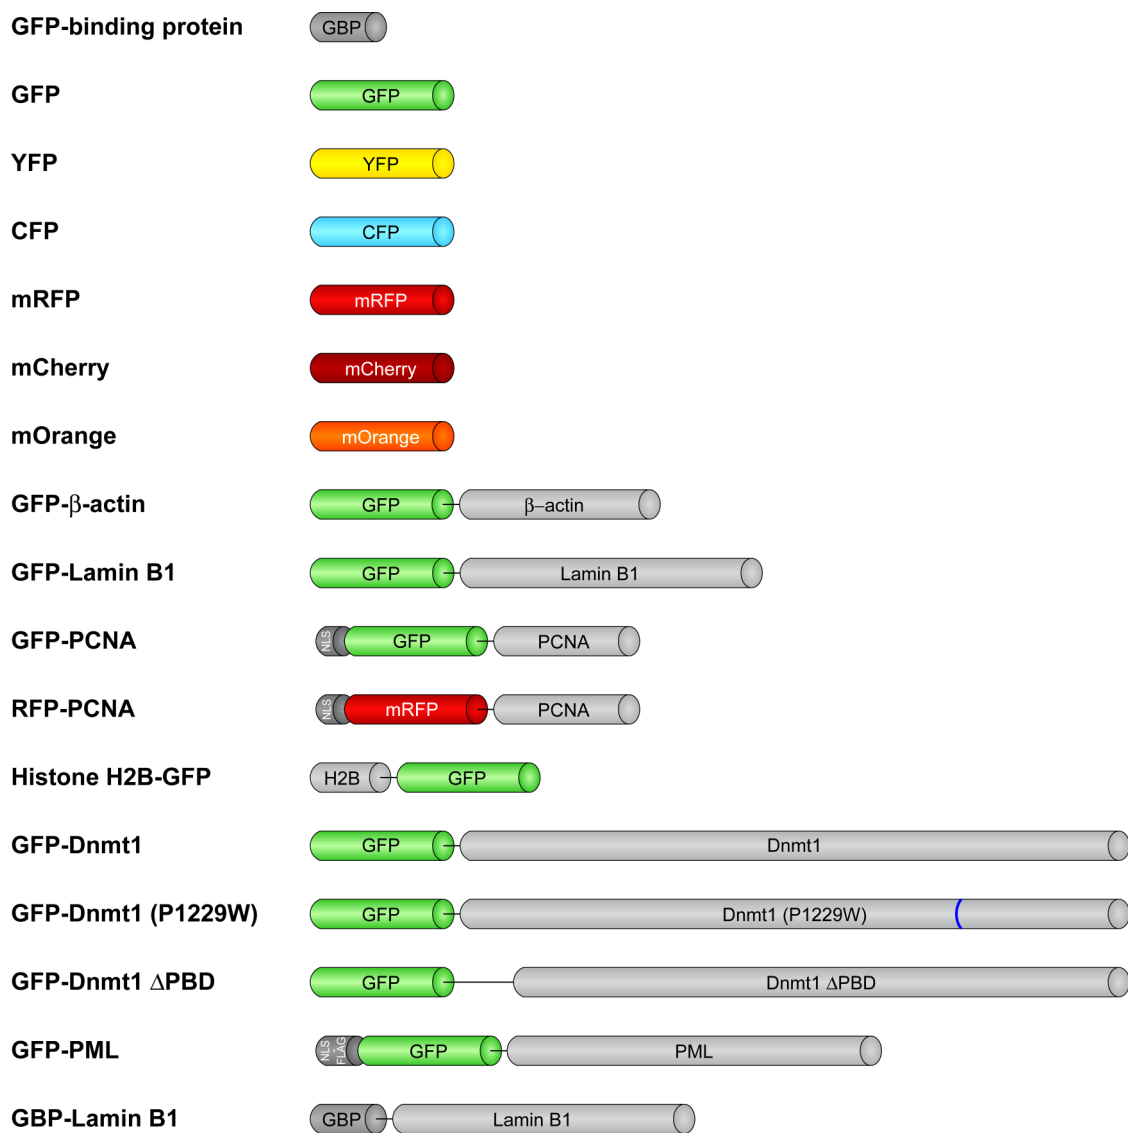 GFP-binding protein GBP
GFP GFP
YFP YFP
CFP CFP
mRFP mRFP
mCherry mCherry
mOrange mOrange
GFP-β-actin GFP β–actin
GFP-Lamin B1 GFP Lamin B1
GFP-PCNA NLS GFP PCNA
RFP-PCNA NLS mRFP PCNA
Histone H2B-GFP H2B GFP
GFP-Dnmt1 GFP Dnmt1
GFP-Dnmt1 (P1229W) GFP Dnmt1 (P1229W)
GFP-Dnmt1 ΔPBD GFP Dnmt1 ΔPBD
GFP-PML NLS - FLAG GFP PML
GBP-Lamin B1 GBP Lamin B1